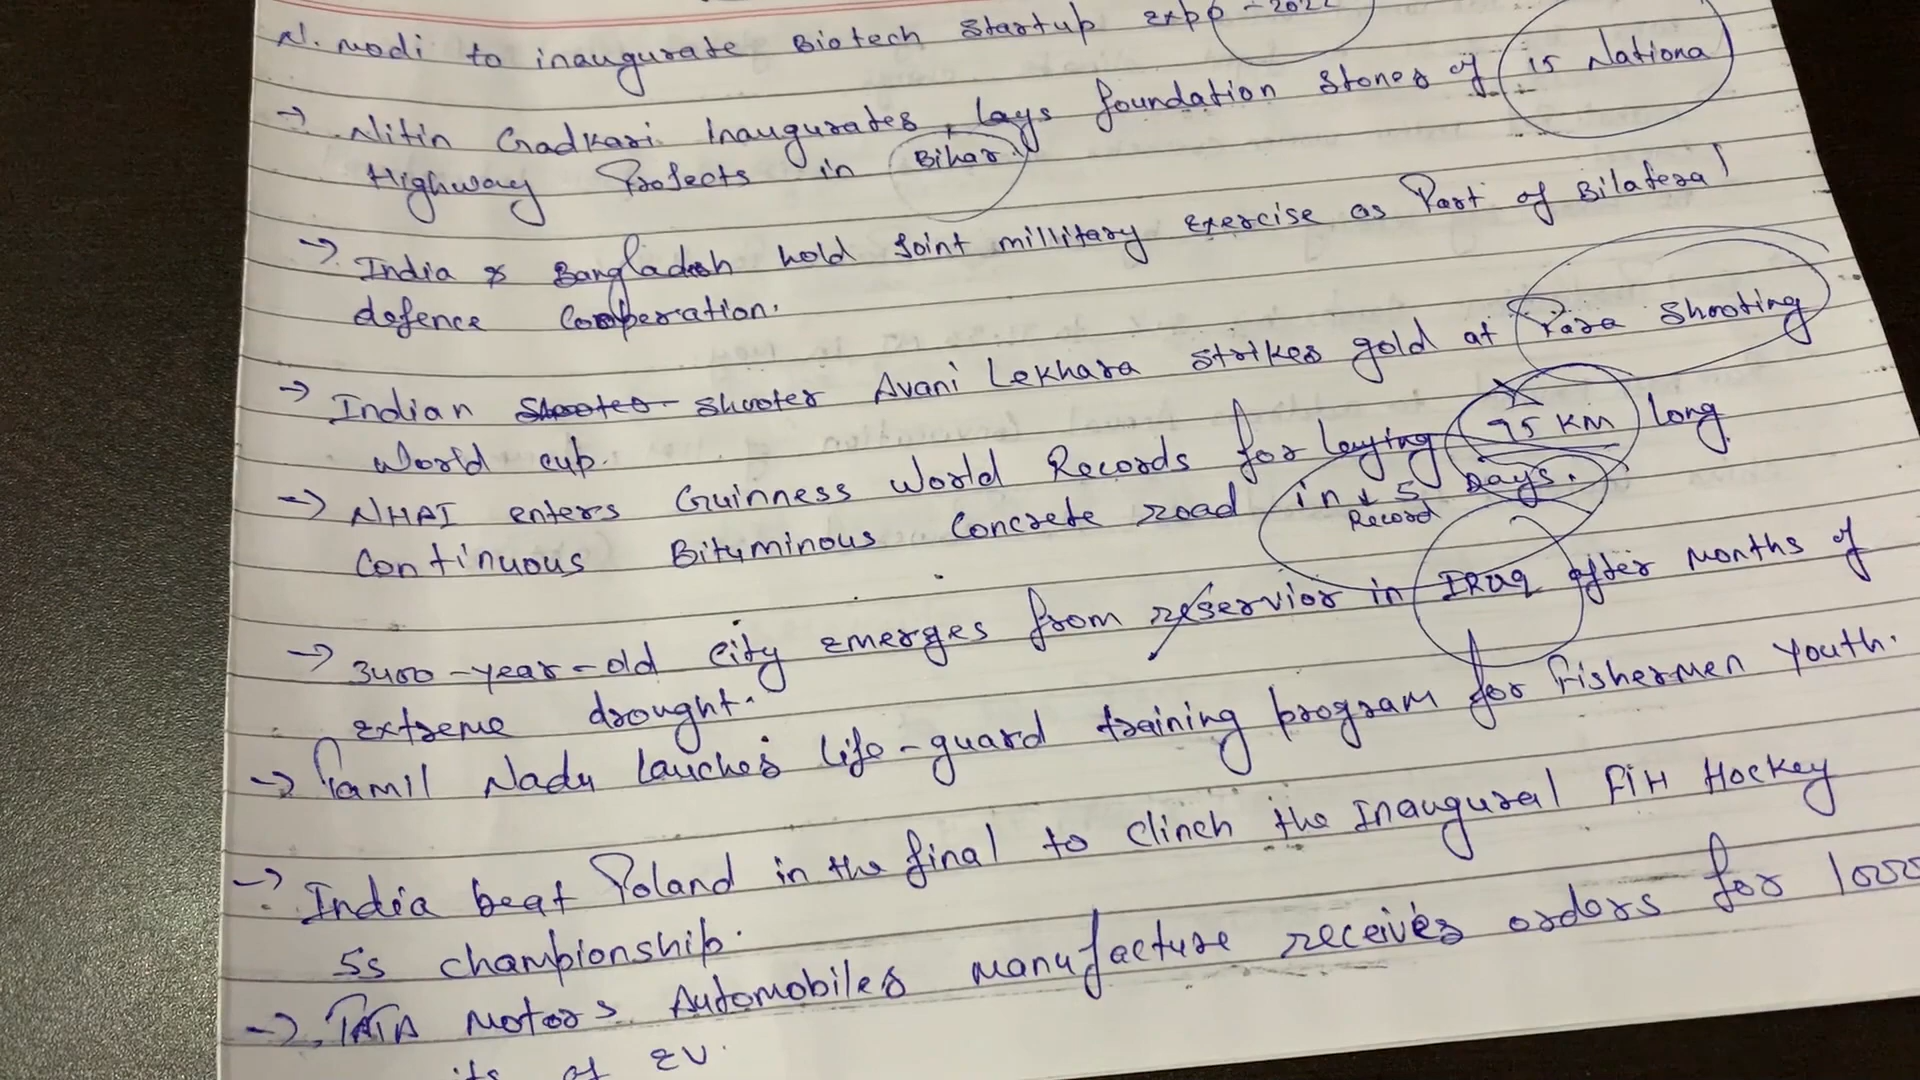 N. Modi to inaugurate Biotech Startup Expo - 2022
→ Nitin Gadkari Inaugurates, lays foundation stones of 15 Nationa
Highway Projects in Bihar.
→ India & Bangladesh hold joint millitary exercise as Part of Bilateral
defence Cooperation.
→ Indian Shooter Avani Lekhara strikes gold at Para Shooting
World cup.
→ NHAI enters Guinness World Records for laying 75 KM long
Continuous Bituminous Concrete road in 5 Days.
Record
→ 3400-year-old city emerges from reservior in IRaq after Months of
extreme drought.
→ Tamil Nadu lauches life-guard training program for Fishermen Youth.
→ India beat Poland in the final to clinch the Inaugural FIH Hockey
5s championship.
→ TATA Motors Automobiles manufacture receives orders for 1000
of EV.